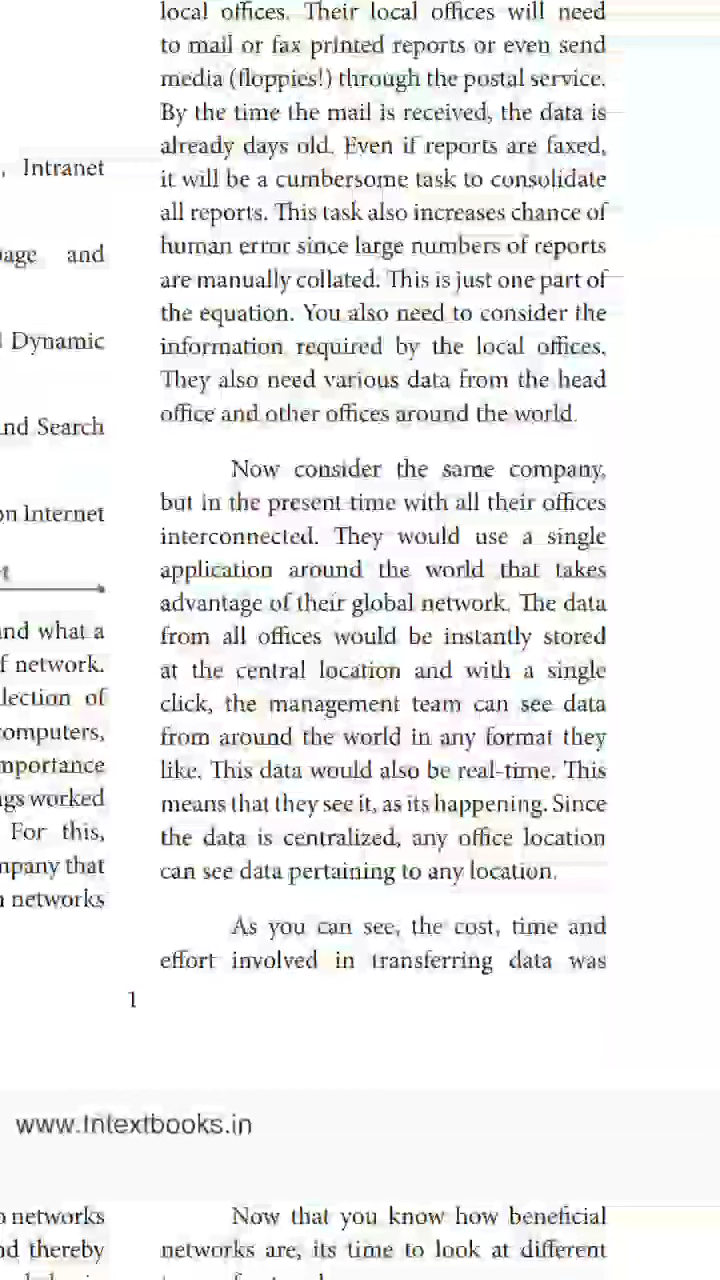 , Intranet
and
Dynamic
nd Search
on Internet
and what a
f network.
lection of
omputers,
mportance
gs worked
For this,
mpany that
networks
local offices. Their local offices will need
to mail or fax printed reports or even send
media (floppies!) through the postal service.
By the time the mail is received, the data is
already days old. Even if reports are faxed,
it will be a cumbersome task to consolidate
all reports. This task also increases chance of
human error since large numbers of reports
are manually collated. This is just one part of
the equation. You also need to consider the
information required by the local offices.
They also need various data from the head
office and other offices around the world.
Now consider the same company,
but in the present time with all their offices
interconnected. They would use a single
application around the world that takes
advantage of their global network. The data
from all offices would be instantly stored
at the central location and with a single
click, the management team can see data
from around the world in any format they
like. This data would also be real-time. This
means that they see it, as its happening. Since
the data is centralized, any office location
can see data pertaining to any location.
As you can see, the cost, time and
effort involved in transferring data was
1
www.Intextbooks.in
networks
nd thereby
Now that you know how beneficial
networks are, its time to look at different